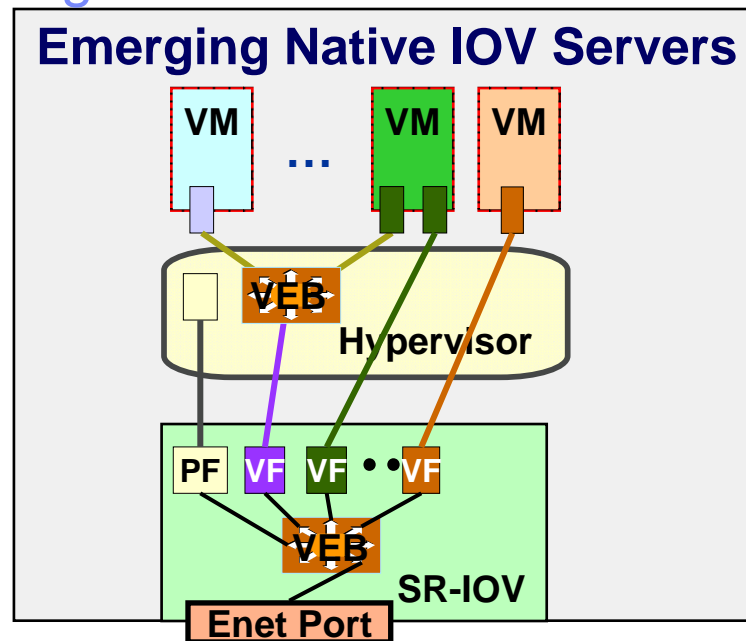 Emerging Native IOV Servers
VM VM VM
...
VEB
Hypervisor
PF VF VF •• VF
VEB
SR-IOV
Enet Port